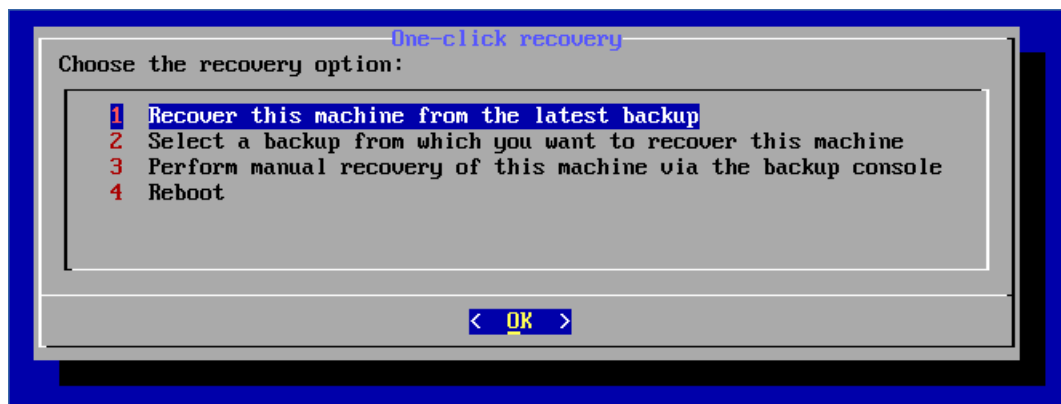 One-click recovery
Choose the recovery option:
1 Recover this machine from the latest backup
2 Select a backup from which you want to recover this machine
3 Perform manual recovery of this machine via the backup console
4 Reboot
< OK >